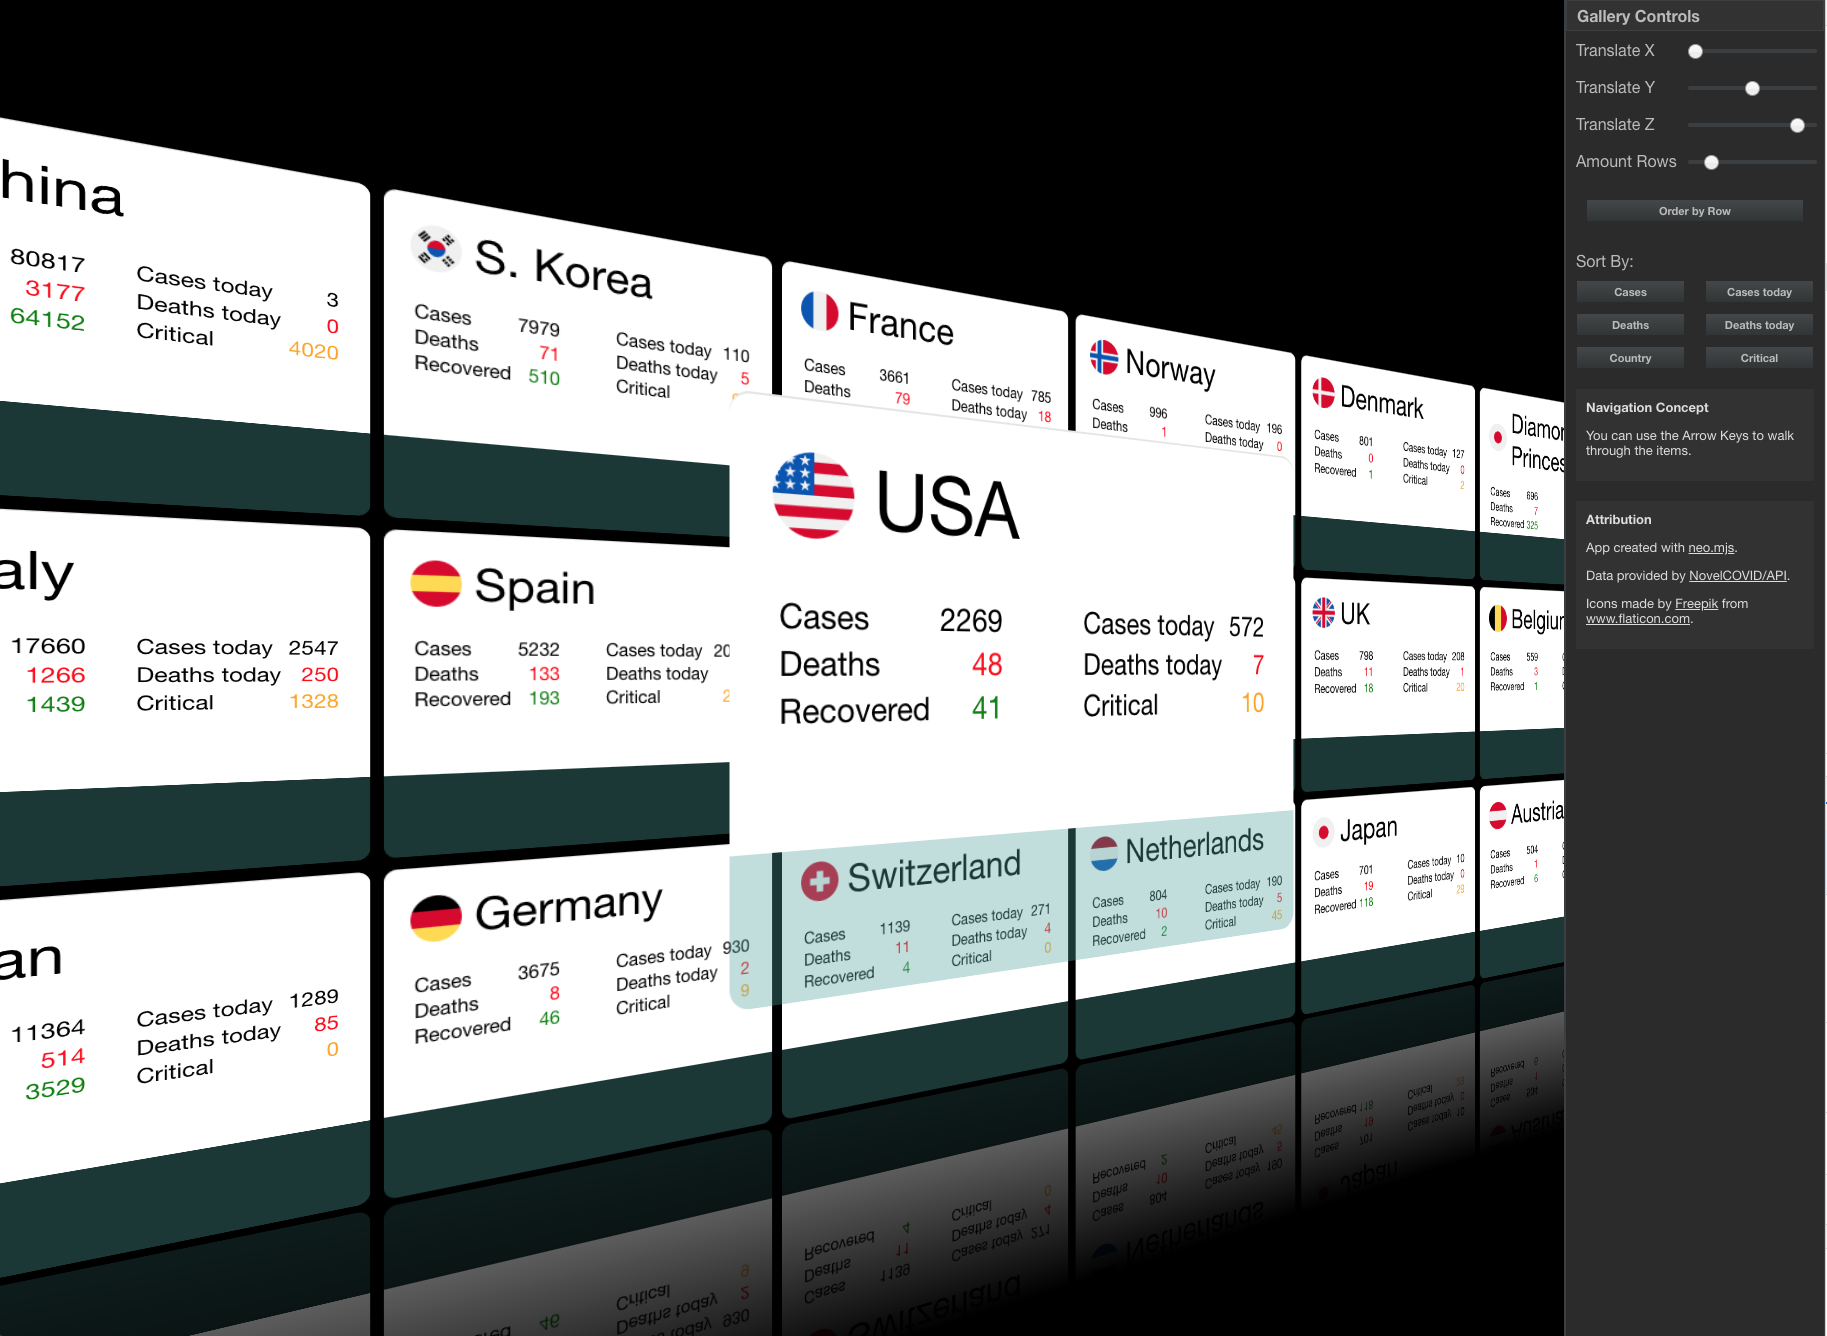 hina
80817
3177
64152
Cases today 3
Deaths today 0
Critical 4020
S. Korea
Cases 7979
Deaths 71
Recovered 510
Cases today 110
Deaths today 5
Critical
France
Cases 3661
Deaths 79
Cases today 785
Deaths today 18
Norway
Cases 996
Deaths 1
Cases today 196
Deaths today 0
Denmark
Cases 801
Deaths 0
Recovered 1
Cases today 127
Deaths today 0
Critical 2
Diamon
Princes
Cases 696
Deaths 7
Recovered 325
aly
17660
1266
1439
Cases today 2547
Deaths today 250
Critical 1328
Spain
Cases 5232
Deaths 133
Recovered 193
Cases today 20
Deaths today
Critical 2
USA
Cases 2269
Deaths 48
Recovered 41
Cases today 572
Deaths today 7
Critical 10
UK
Cases 798
Deaths 11
Recovered 18
Cases today 208
Deaths today 1
Critical 20
Belgiu
Cases 559
Deaths 3
Recovered 1
an
11364
514
3529
Cases today 1289
Deaths today 85
Critical 0
Germany
Cases 3675
Deaths 8
Recovered 46
Cases today 930
Deaths today 2
Critical 9
Switzerland
Cases 1139
Deaths 11
Recovered 4
Cases today 271
Deaths today 4
Critical 0
Netherlands
Cases 804
Deaths 10
Recovered 2
Cases today 190
Deaths today 5
Critical 45
Japan
Cases 701
Deaths 19
Recovered 118
Cases today 10
Deaths today 0
Critical 29
Austria
Cases 504
Deaths 1
Recovered 6
Gallery Controls
Translate X
Translate Y
Translate Z
Amount Rows
Order by Row
Sort By:
Cases
Cases today
Deaths
Deaths today
Country
Critical
Navigation Concept
You can use the Arrow Keys to walk
through the items.
Attribution
App created with neo.mjs.
Data provided by NovelCOVID/API.
Icons made by Freepik from
www.flaticon.com.